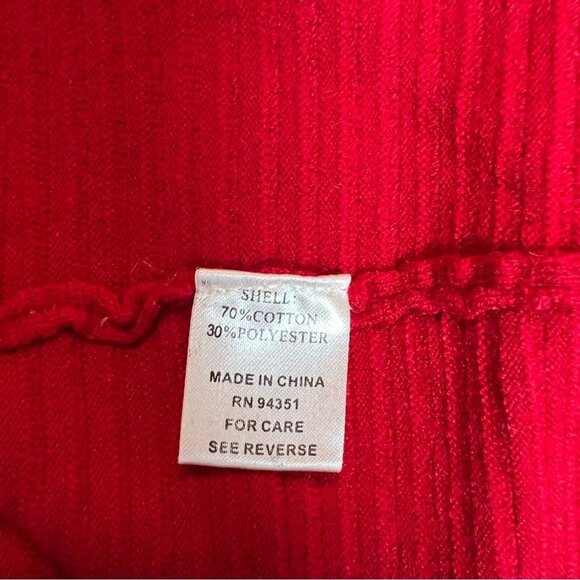 SHELL:
70%COTTON
30%POLYESTER
MADE IN CHINA
RN 94351
FOR CARE
SEE REVERSE